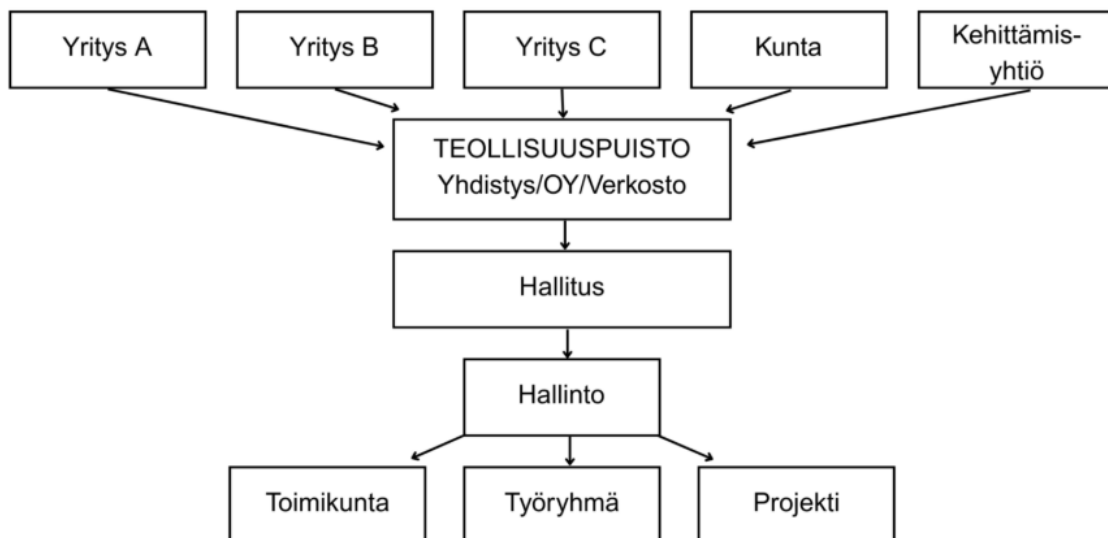 Yritys A
Yritys B
Yritys C
Kunta
Kehittämis-
yhtiö
TEOLLISUUSPUISTO
Yhdistys/OY/Verkosto
Hallitus
Hallinto
Toimikunta
Työryhmä
Projekti